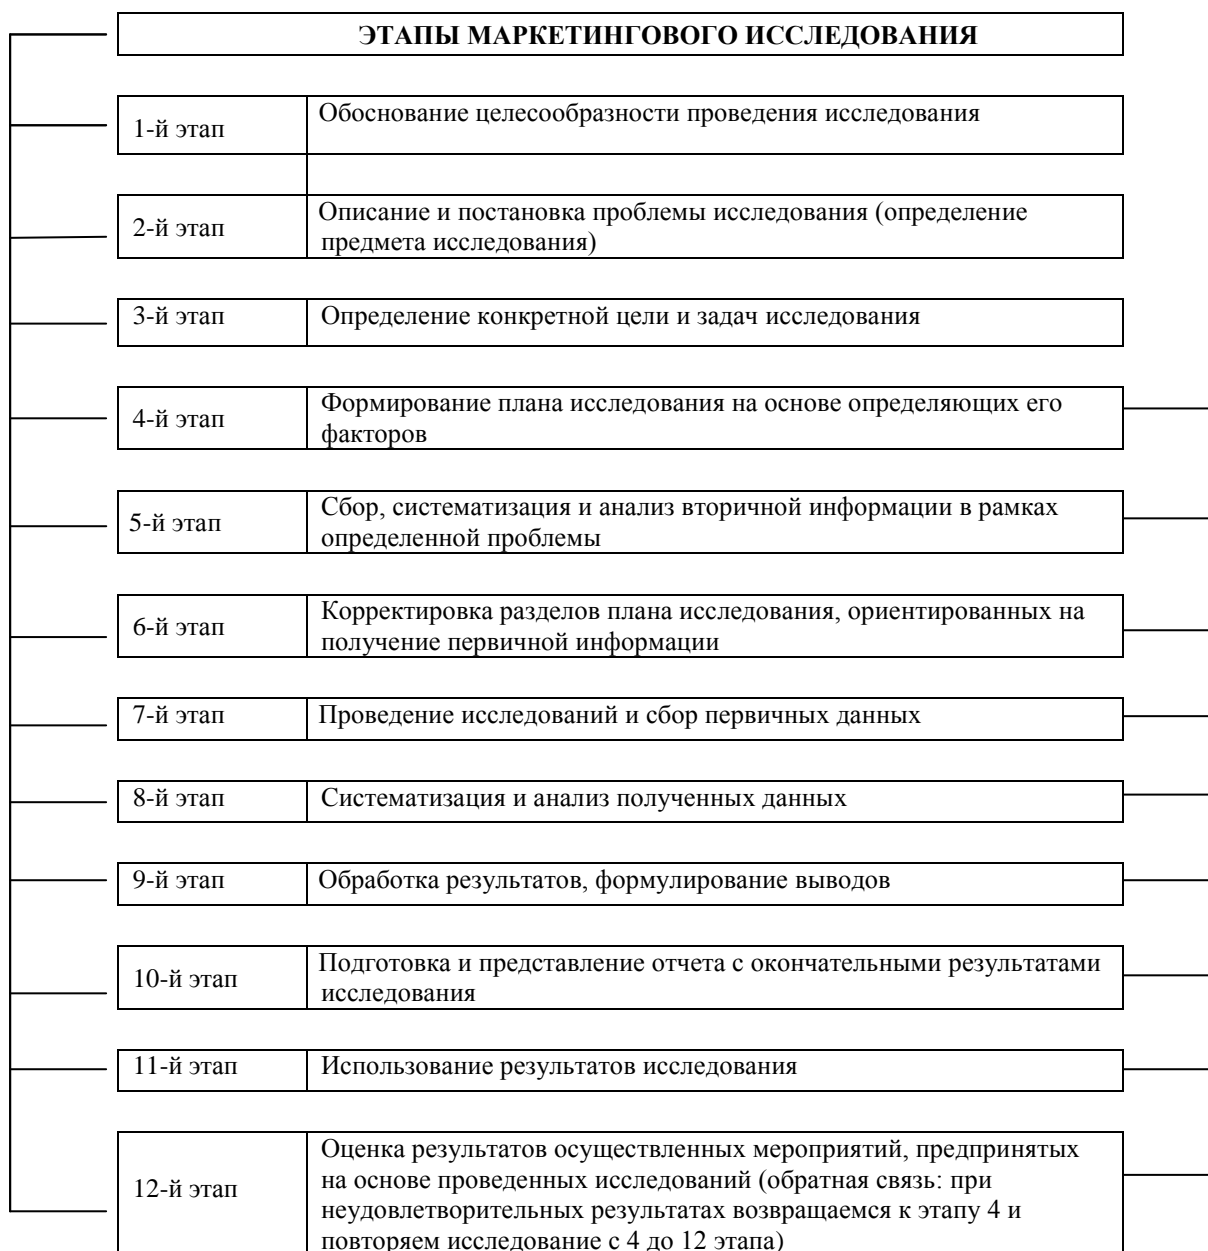 ЭТАПЫ МАРКЕТИНГОВОГО ИССЛЕДОВАНИЯ
1-й этап
Обоснование целесообразности проведения исследования
2-й этап
Описание и постановка проблемы исследования (определение
предмета исследования)
3-й этап
Определение конкретной цели и задач исследования
4-й этап
Формирование плана исследования на основе определяющих его
факторов
5-й этап
Сбор, систематизация и анализ вторичной информации в рамках
определенной проблемы
6-й этап
Корректировка разделов плана исследования, ориентированных на
получение первичной информации
7-й этап
Проведение исследований и сбор первичных данных
8-й этап
Систематизация и анализ полученных данных
9-й этап
Обработка результатов, формулирование выводов
10-й этап
Подготовка и представление отчета с окончательными результатами
исследования
11-й этап
Использование результатов исследования
12-й этап
Оценка результатов осуществленных мероприятий, предпринятых
на основе проведенных исследований (обратная связь: при
неудовлетворительных результатах возвращаемся к этапу 4 и
повторяем исследование с 4 до 12 этапа)